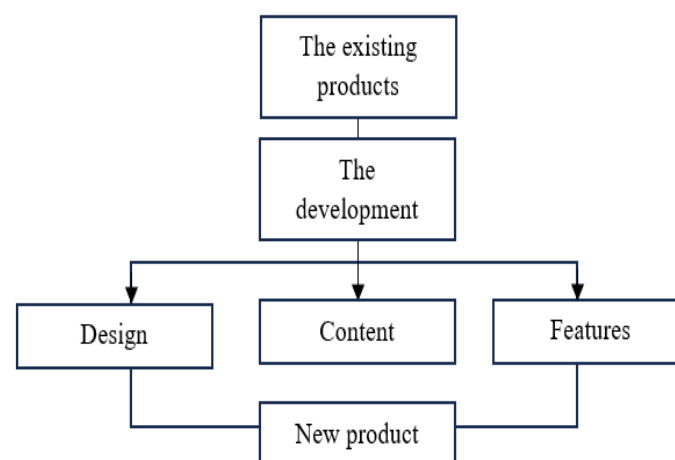 The existing
products
The
development
Design
Content
Features
New product